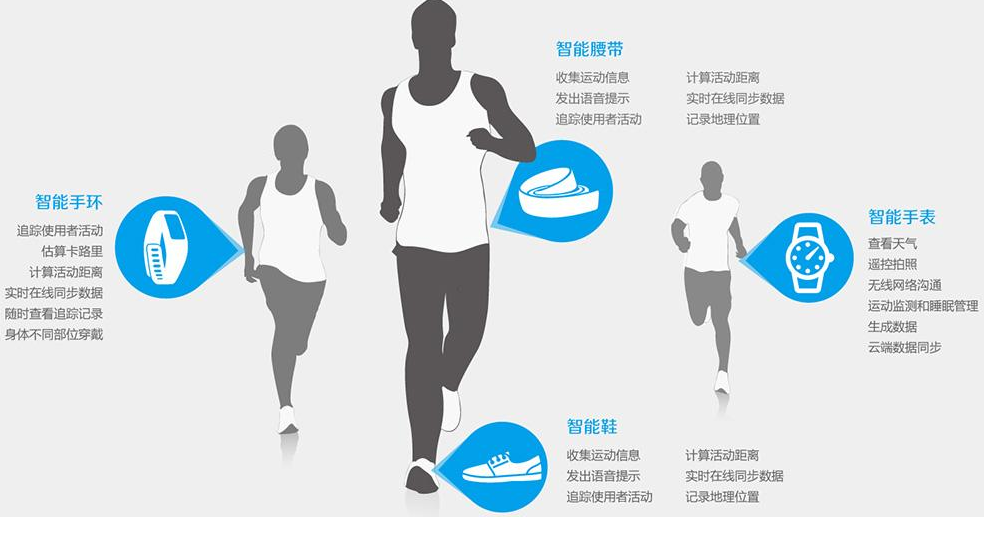 智能腰带
收集运动信息 计算活动距离
发出语音提示 实时在线同步数据
追踪使用者活动 记录地理位置
智能手环
追踪使用者活动
估算卡路里
计算活动距离
实时在线同步数据
随时查看追踪记录
身体不同部位穿戴
智能手表
查看天气
遥控拍照
无线网络沟通
运动监测和睡眠管理
生成数据
云端数据同步
智能鞋
收集运动信息 计算活动距离
发出语音提示 实时在线同步数据
追踪使用者活动 记录地理位置